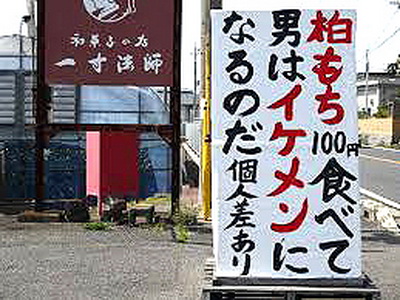 和菓子の店
一寸法師
柏もち100円食べて
男はイケメンに
なるのだ個人差あり